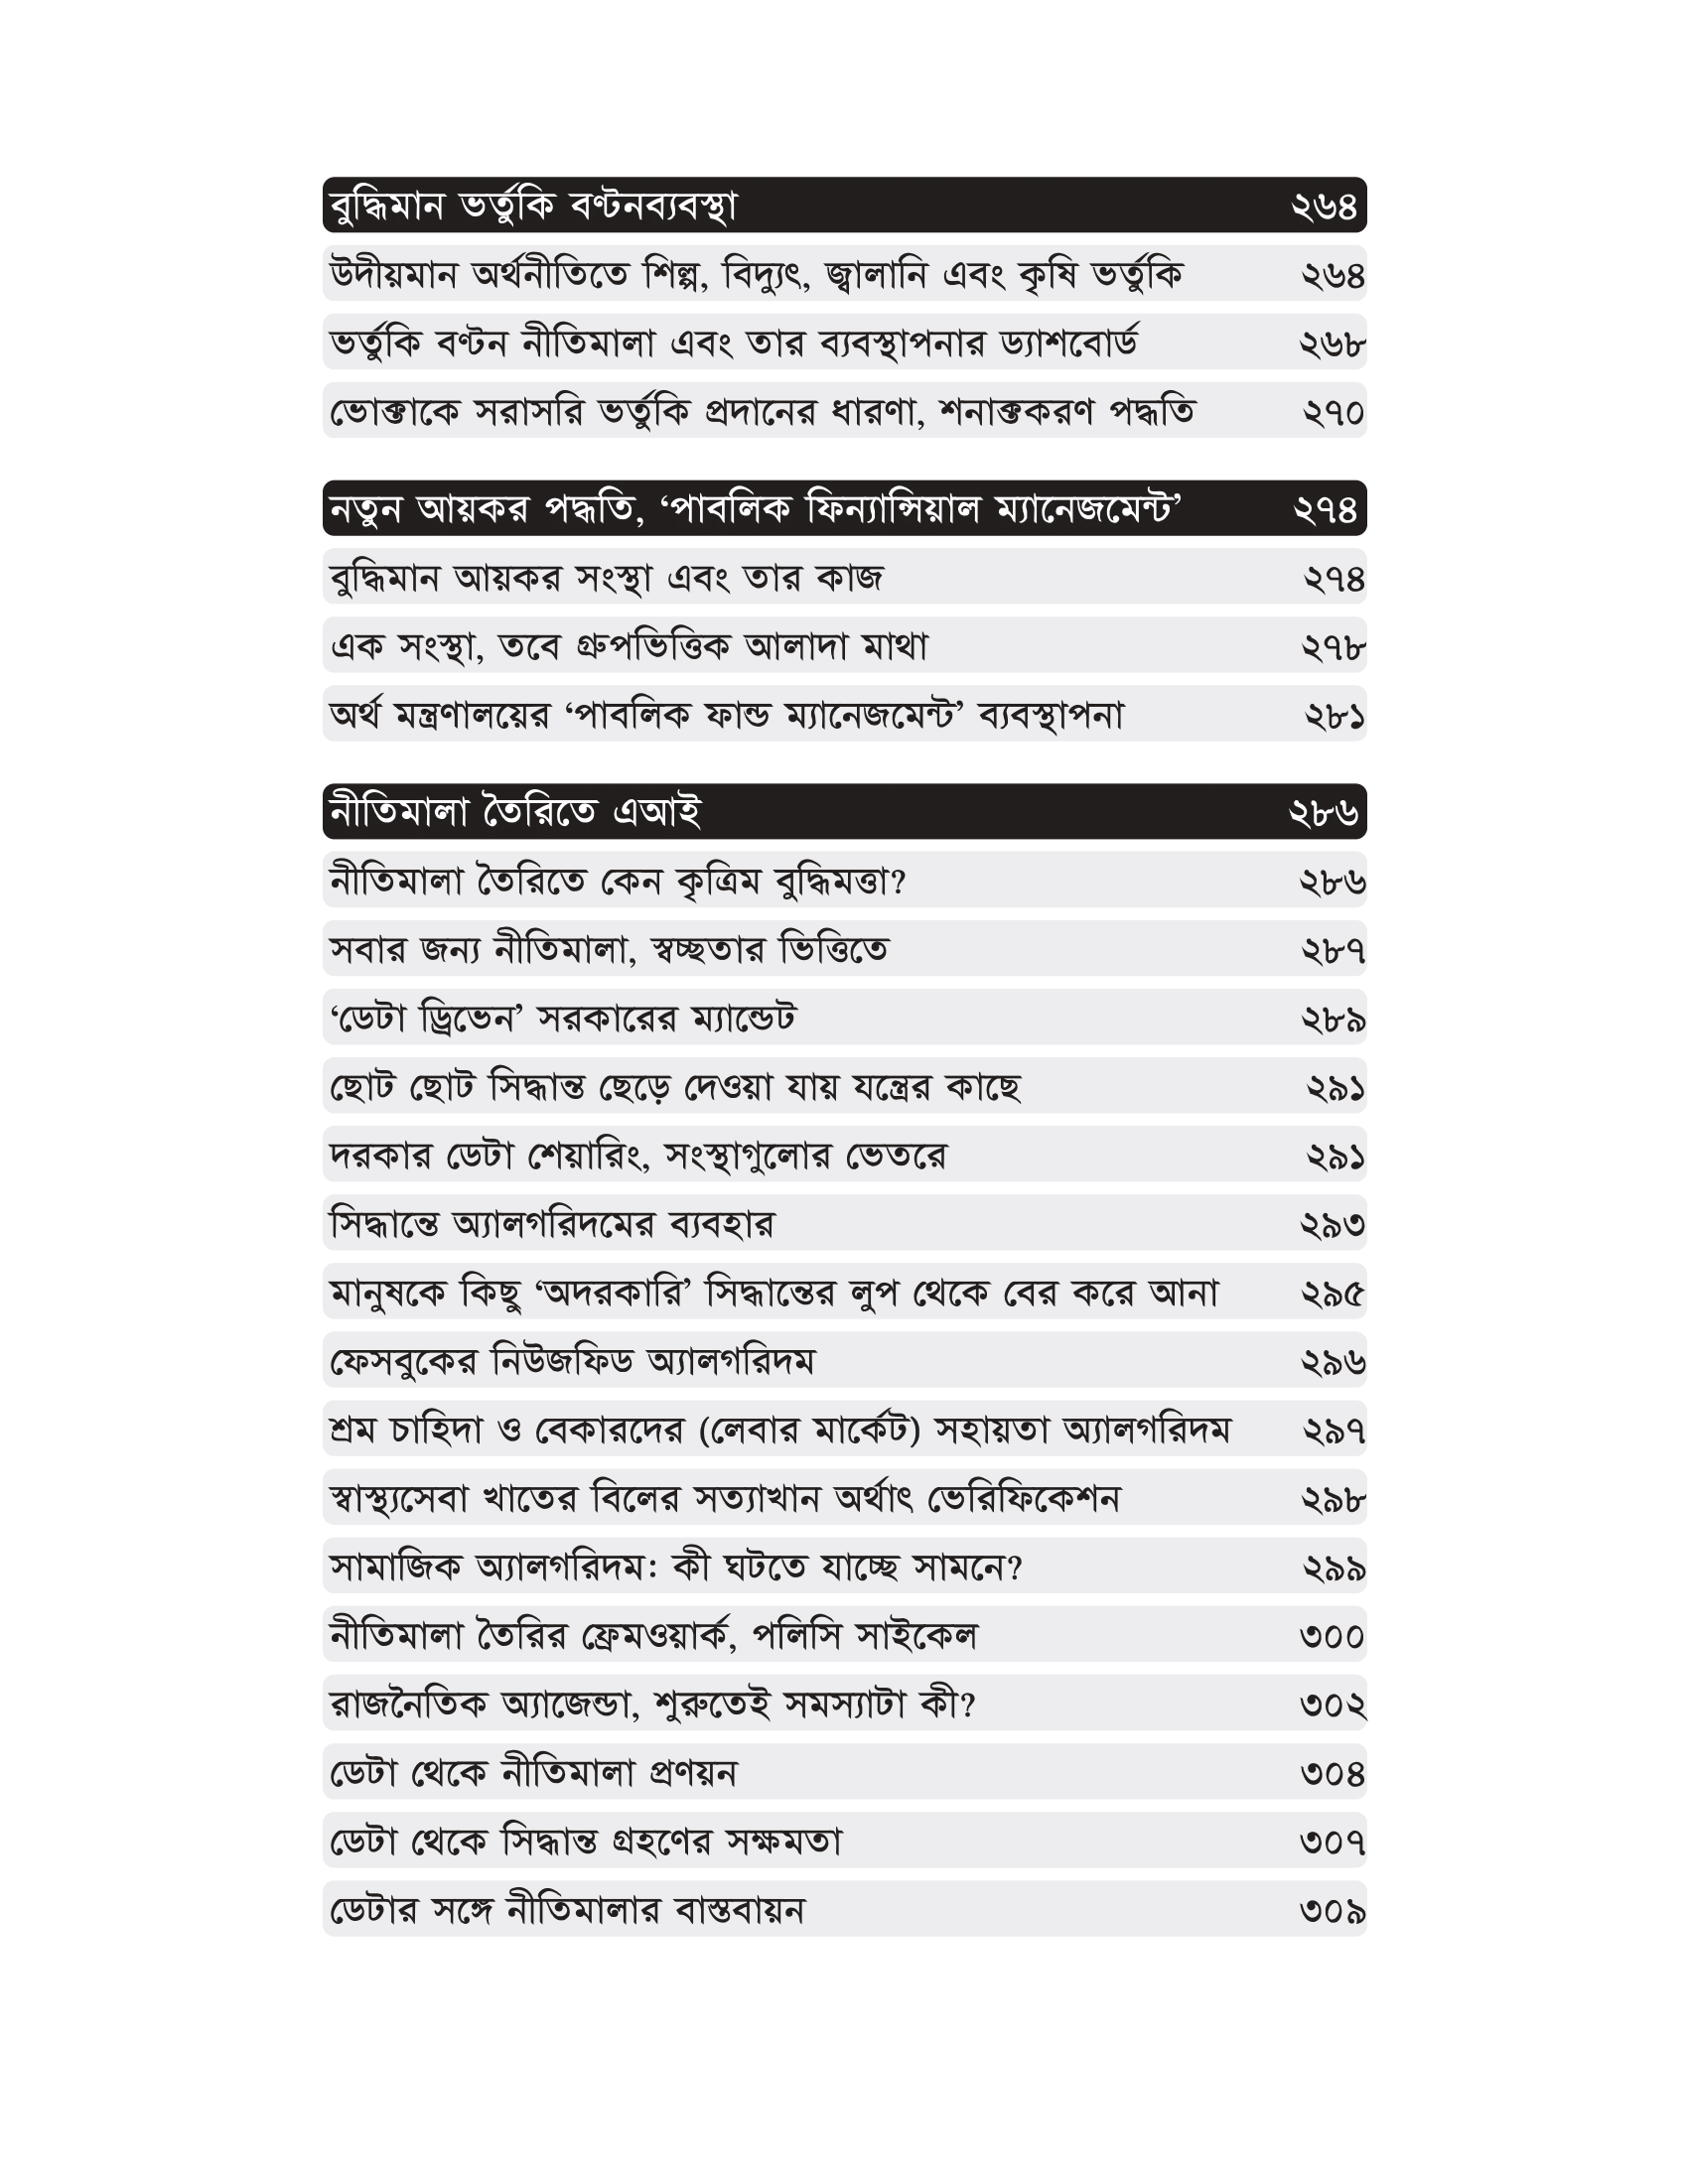 বুদ্ধিমান ভর্তুকি বণ্টনব্যবস্থা ২৬৪
উদীয়মান অর্থনীতিতে শিল্প, বিদ্যুৎ, জ্বালানি এবং কৃষি ভর্তুকি ২৬৪
ভর্তুকি বণ্টন নীতিমালা এবং তার ব্যবস্থাপনার ড্যাশবোর্ড ২৬৮
ভোক্তাকে সরাসরি ভর্তুকি প্রদানের ধারণা, শনাক্তকরণ পদ্ধতি ২৭০
নতুন আয়কর পদ্ধতি, ‘পাবলিক ফিন্যান্সিয়াল ম্যানেজমেন্ট’ ২৭৪
বুদ্ধিমান আয়কর সংস্থা এবং তার কাজ ২৭৪
এক সংস্থা, তবে গ্রুপভিত্তিক আলাদা মাথা ২৭৮
অর্থ মন্ত্রণালয়ের ‘পাবলিক ফান্ড ম্যানেজমেন্ট’ ব্যবস্থাপনা ২৮১
নীতিমালা তৈরিতে এআই ২৮৬
নীতিমালা তৈরিতে কেন কৃত্রিম বুদ্ধিমত্তা? ২৮৬
সবার জন্য নীতিমালা, স্বচ্ছতার ভিত্তিতে ২৮৭
‘ডেটা ড্রিভেন’ সরকারের ম্যান্ডেট ২৮৯
ছোট ছোট সিদ্ধান্ত ছেড়ে দেওয়া যায় যন্ত্রের কাছে ২৯১
দরকার ডেটা শেয়ারিং, সংস্থাগুলোর ভেতরে ২৯১
সিদ্ধান্তে অ্যালগরিদমের ব্যবহার ২৯৩
মানুষকে কিছু ‘অদরকারি’ সিদ্ধান্তের লুপ থেকে বের করে আনা ২৯৫
ফেসবুকের নিউজফিড অ্যালগরিদম ২৯৬
শ্রম চাহিদা ও বেকারদের (লেবার মার্কেট) সহায়তা অ্যালগরিদম ২৯৭
স্বাস্থ্যসেবা খাতের বিলের সত্যাখান অর্থাৎ ভেরিফিকেশন ২৯৮
সামাজিক অ্যালগরিদম: কী ঘটতে যাচ্ছে সামনে? ২৯৯
নীতিমালা তৈরির ফ্রেমওয়ার্ক, পলিসি সাইকেল ৩০০
রাজনৈতিক অ্যাজেন্ডা, শুরুতেই সমস্যাটা কী? ৩০২
ডেটা থেকে নীতিমালা প্রণয়ন ৩০৪
ডেটা থেকে সিদ্ধান্ত গ্রহণের সক্ষমতা ৩০৭
ডেটার সঙ্গে নীতিমালার বাস্তবায়ন ৩০৯